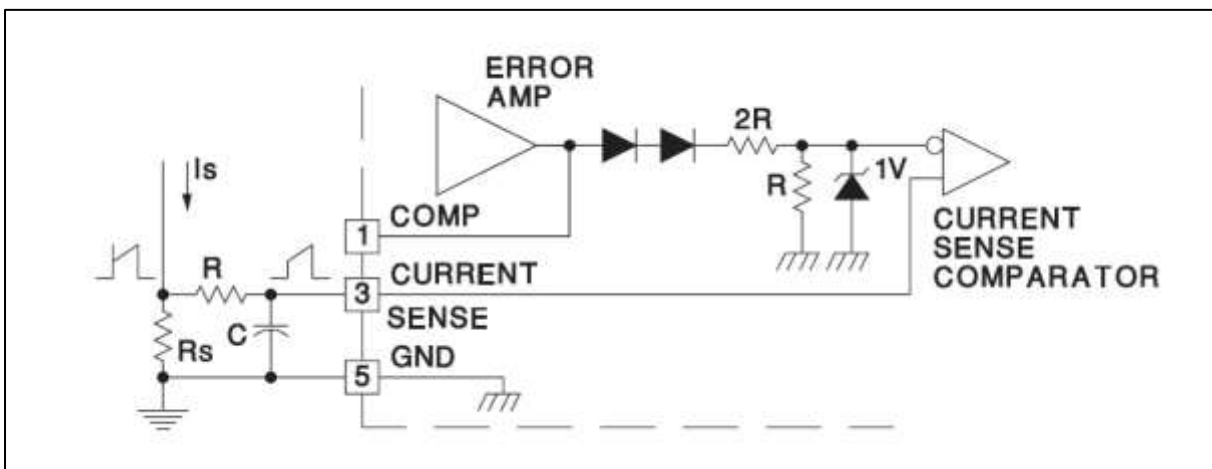 ERROR
AMP
2R
1V
R
Is
COMP
1
CURRENT
SENSE
COMPARATOR
R
CURRENT
3
SENSE
C
Rs
GND
5